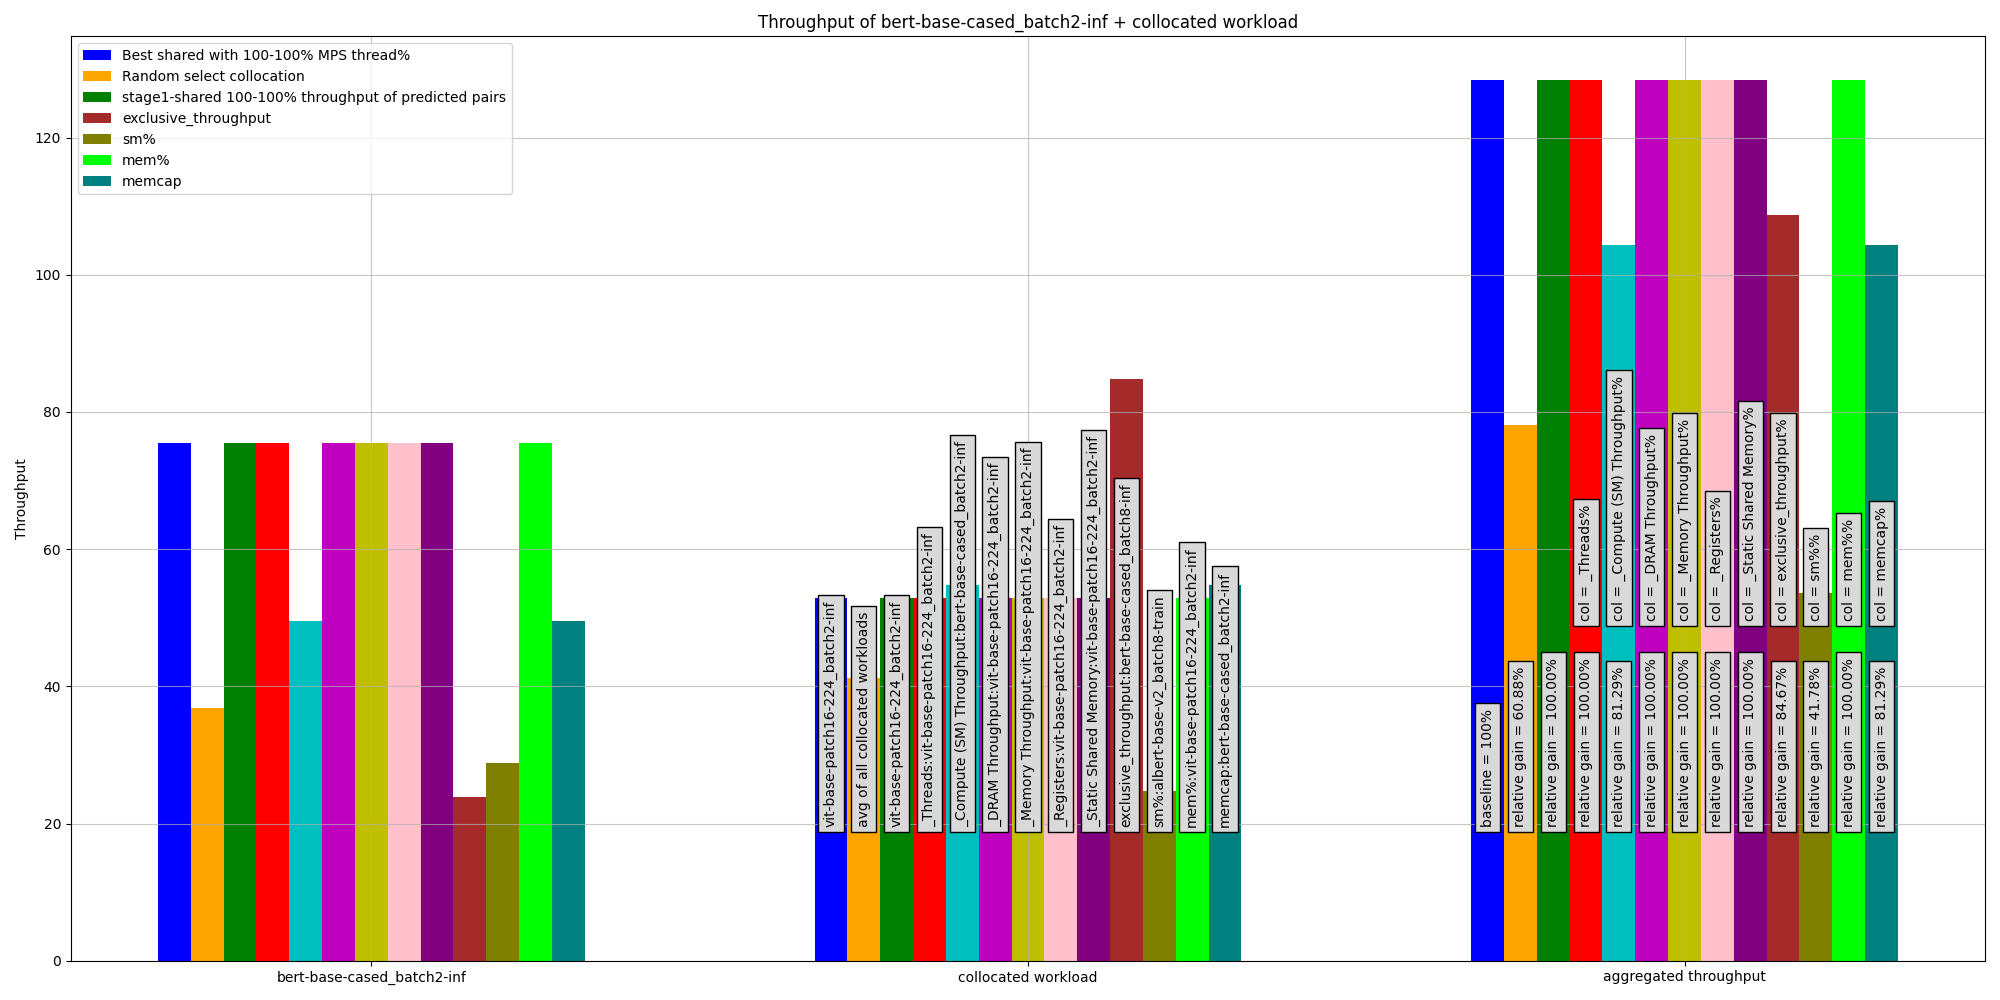 Throughput of bert-base-cased_batch2-inf + collocated workload
Best shared with 100-100% MPS thread%
Random select collocation
stage1-shared 100-100% throughput of predicted pairs
exclusive_throughput
sm%
mem%
memcap
Throughput
120
100
80
60
40
20
0
vit-base-patch16-224_batch2-inf
avg of all collocated workloads
vit-base-patch16-224_batch2-inf
_Threads:vit-base-patch16-224_batch2-inf
_Compute (SM) Throughput:bert-base-cased_batch2-inf
_DRAM Throughput:vit-base-patch16-224_batch2-inf
_Memory Throughput:vit-base-patch16-224_batch2-inf
_Registers:vit-base-patch16-224_batch2-inf
_Static Shared Memory:vit-base-patch16-224_batch2-inf
exclusive_throughput:bert-base-cased_batch8-inf
sm%:albert-base-v2_batch8-train
mem%:vit-base-patch16-224_batch2-inf
memcap:bert-base-cased_batch2-inf
col = _Threads%
col = _Compute (SM) Throughput%
col = _DRAM Throughput%
col = _Memory Throughput%
col = _Registers%
col = _Static Shared Memory%
col = exclusive_throughput%
col = sm%%
col = mem%%
col = memcap%
baseline = 100%
relative gain = 60.88%
relative gain = 100.00%
relative gain = 100.00%
relative gain = 81.29%
relative gain = 100.00%
relative gain = 100.00%
relative gain = 100.00%
relative gain = 100.00%
relative gain = 84.67%
relative gain = 41.78%
relative gain = 100.00%
relative gain = 81.29%
bert-base-cased_batch2-inf
collocated workload
aggregated throughput